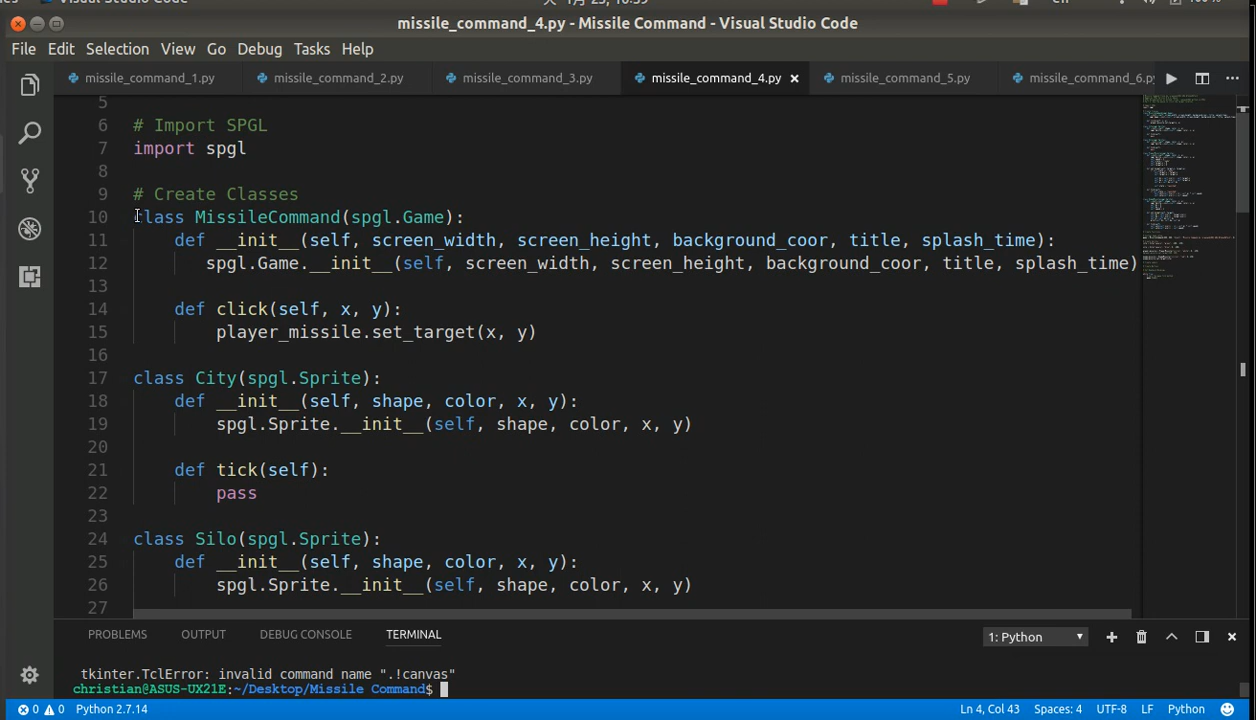 missile_command_4.py - Missile Command - Visual Studio Code
File Edit Selection View Go Debug Tasks Help
missile_command_1.py missile_command_2.py missile_command_3.py missile_command_4.py missile_command_5.py missile_command_6.py
5
6 # Import SPGL
7 import spgl
8
9 # Create Classes
10 class MissileCommand(spgl.Game):
11 def __init__(self, screen_width, screen_height, background_coor, title, splash_time):
12 spgl.Game.__init__(self, screen_width, screen_height, background_coor, title, splash_time)
13
14 def click(self, x, y):
15 player_missile.set_target(x, y)
16
17 class City(spgl.Sprite):
18 def __init__(self, shape, color, x, y):
19 spgl.Sprite.__init__(self, shape, color, x, y)
20
21 def tick(self):
22 pass
23
24 class Silo(spgl.Sprite):
25 def __init__(self, shape, color, x, y):
26 spgl.Sprite.__init__(self, shape, color, x, y)
27
PROBLEMS OUTPUT DEBUG CONSOLE TERMINAL 1: Python
tkinter.TclError: invalid command name ".!canvas"
christian@ASUS-UX21E:~/Desktop/Missile Command$
0 0 Python 2.7.14 Ln 4, Col 43 Spaces: 4 UTF-8 LF Python